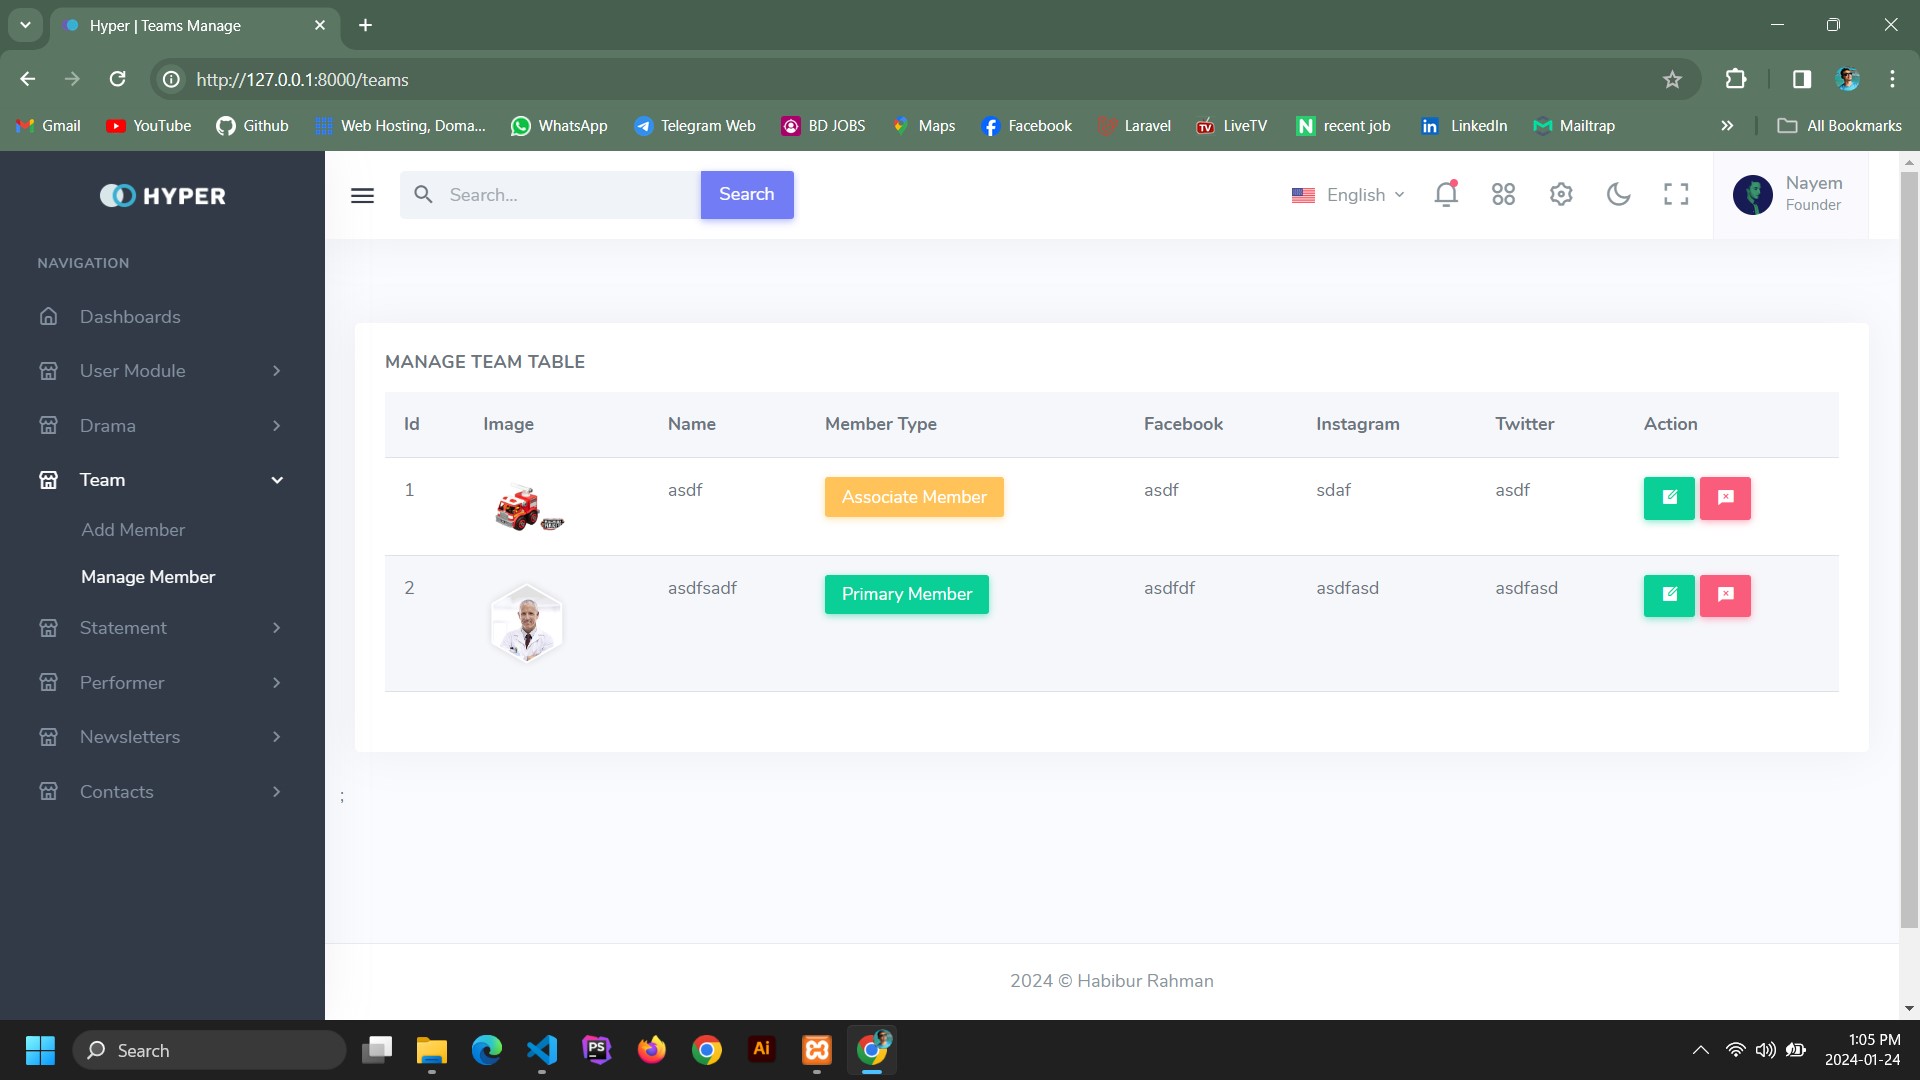 Hyper | Teams Manage
http://127.0.0.1:8000/teams
Gmail YouTube Github Web Hosting, Doma... WhatsApp Telegram Web BD JOBS Maps Facebook Laravel LiveTV recent job LinkedIn Mailtrap All Bookmarks
HYPER
Search... Search English Nayem
Founder
NAVIGATION
Dashboards
User Module
Drama
Team
Add Member
Manage Member
Statement
Performer
Newsletters
Contacts
MANAGE TEAM TABLE
Id Image Name Member Type Facebook Instagram Twitter Action
1 asdf Associate Member asdf sdaf asdf
2 asdfsadf Primary Member asdfdf asdfasd asdfasd
;
2024 © Habibur Rahman
Search PS Ai 1:05 PM
2024-01-24